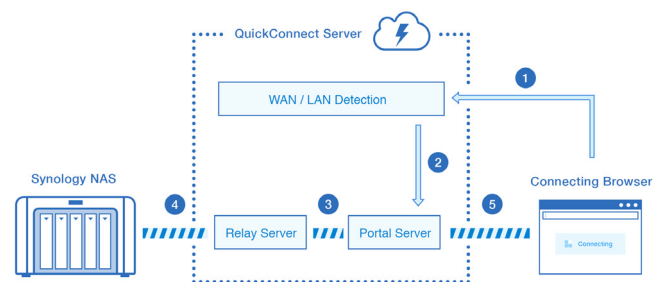 QuickConnect Server
1
WAN / LAN Detection
2
Synology NAS
Connecting Browser
4
3
5
Relay Server
Portal Server
Connecting